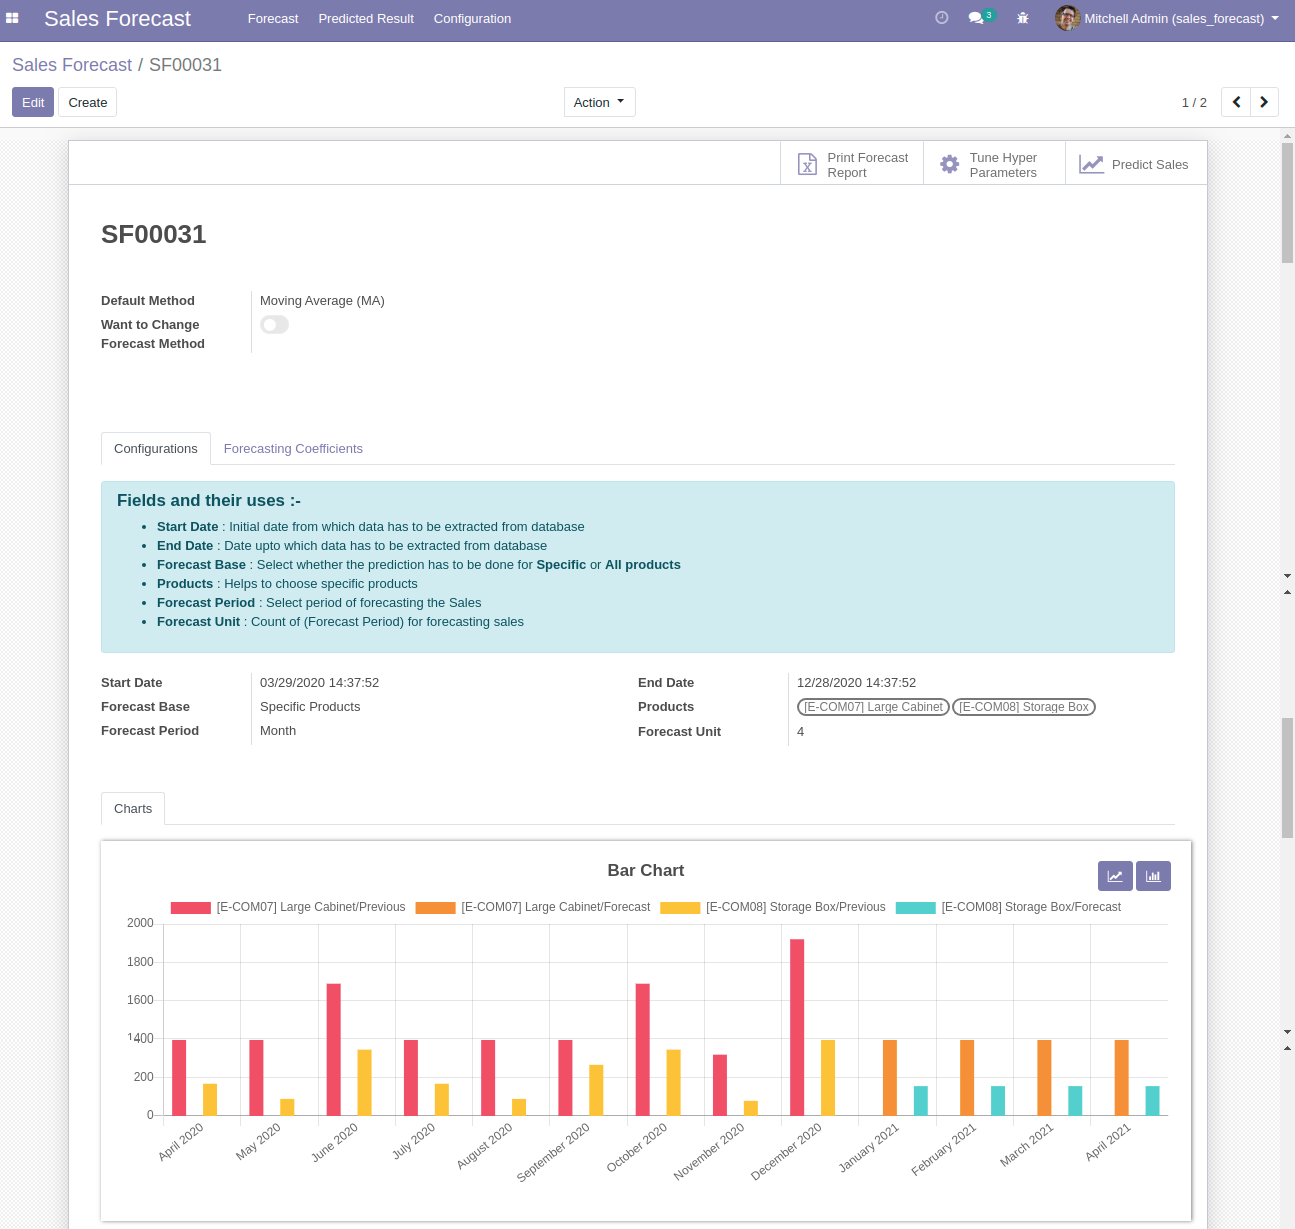 Sales Forecast Forecast Predicted Result Configuration 3 Mitchell Admin (sales_forecast)
Sales Forecast / SF00031
Edit Create Action 1 / 2
Print Forecast Report Tune Hyper Parameters Predict Sales
SF00031
Default Method Moving Average (MA)
Want to Change
Forecast Method
Configurations Forecasting Coefficients
Fields and their uses :-
• Start Date : Initial date from which data has to be extracted from database
• End Date : Date upto which data has to be extracted from database
• Forecast Base : Select whether the prediction has to be done for Specific or All products
• Products : Helps to choose specific products
• Forecast Period : Select period of forecasting the Sales
• Forecast Unit : Count of (Forecast Period) for forecasting sales
Start Date 03/29/2020 14:37:52 End Date 12/28/2020 14:37:52
Forecast Base Specific Products Products [E-COM07] Large Cabinet [E-COM08] Storage Box
Forecast Period Month Forecast Unit 4
Charts
Bar Chart
[E-COM07] Large Cabinet/Previous [E-COM07] Large Cabinet/Forecast [E-COM08] Storage Box/Previous [E-COM08] Storage Box/Forecast
2000
1800
1600
1400
200
0
April 2020 May 2020 June 2020 July 2020 August 2020 September 2020 October 2020 November 2020 December 2020 January 2021 February 2021 March 2021 April 2021